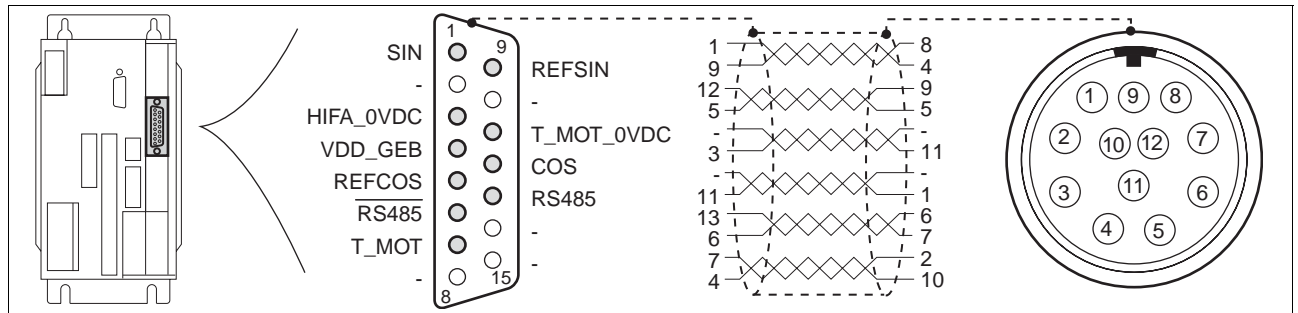 1
9
SIN
REFSIN
-
-
HIFA_0VDC
T_MOT_0VDC
VDD_GEB
COS
REFCOS
RS485
RS485
-
T_MOT
-
-
8
15
1 8
9 4
12 9
5 5
- -
3 11
- -
11 1
13 6
6 7
7 2
4 10
1 9 8
2 10 12 7
3 11 6
4 5